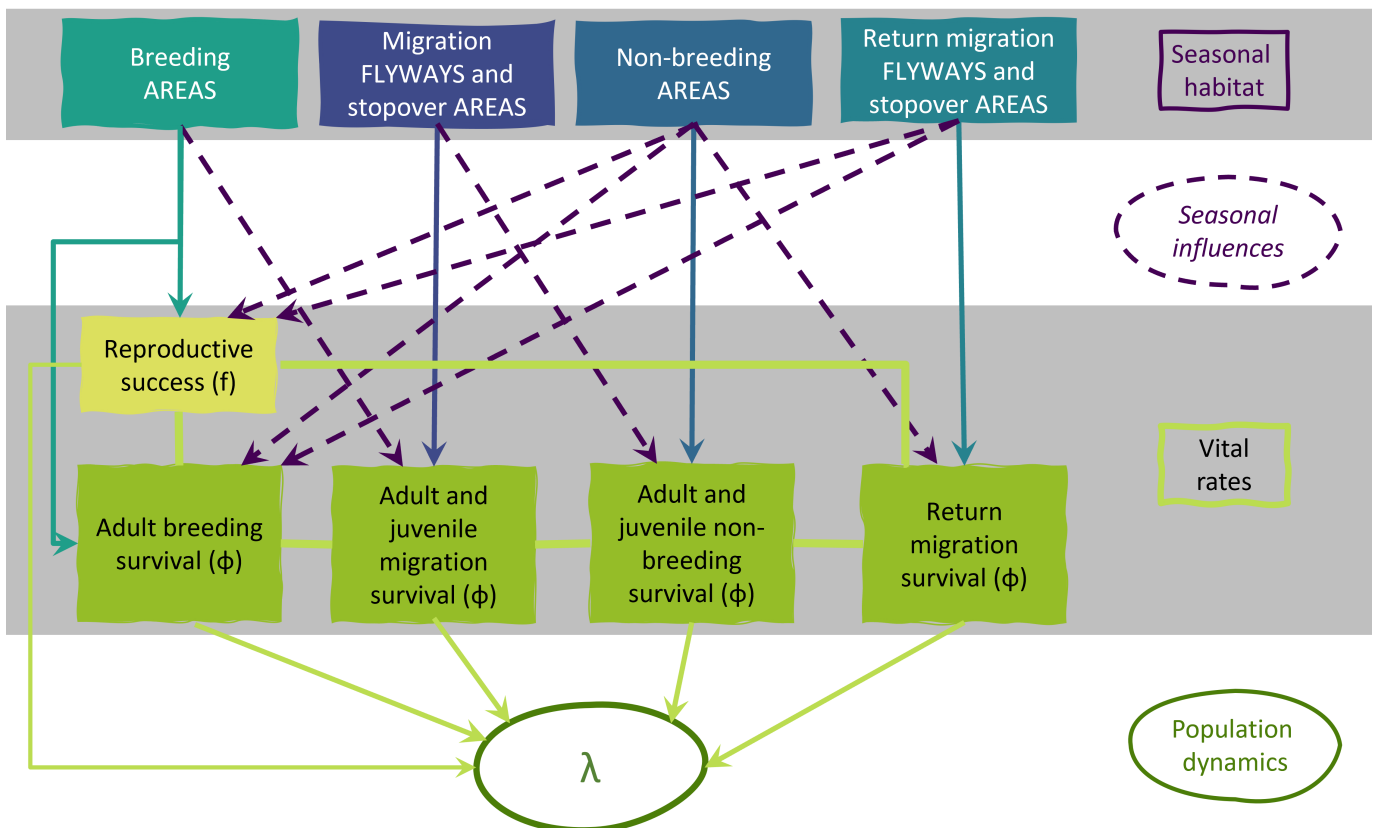 Breeding
AREAS
Migration
FLYWAYS and
stopover AREAS
Non-breeding
AREAS
Return migration
FLYWAYS and
stopover AREAS
Seasonal
habitat
Seasonal
influences
Reproductive
success (f)
Vital
rates
Adult breeding
survival (ϕ)
Adult and
juvenile
migration
survival (ϕ)
Adult and
juvenile non-
breeding
survival (ϕ)
Return
migration
survival (ϕ)
λ
Population
dynamics